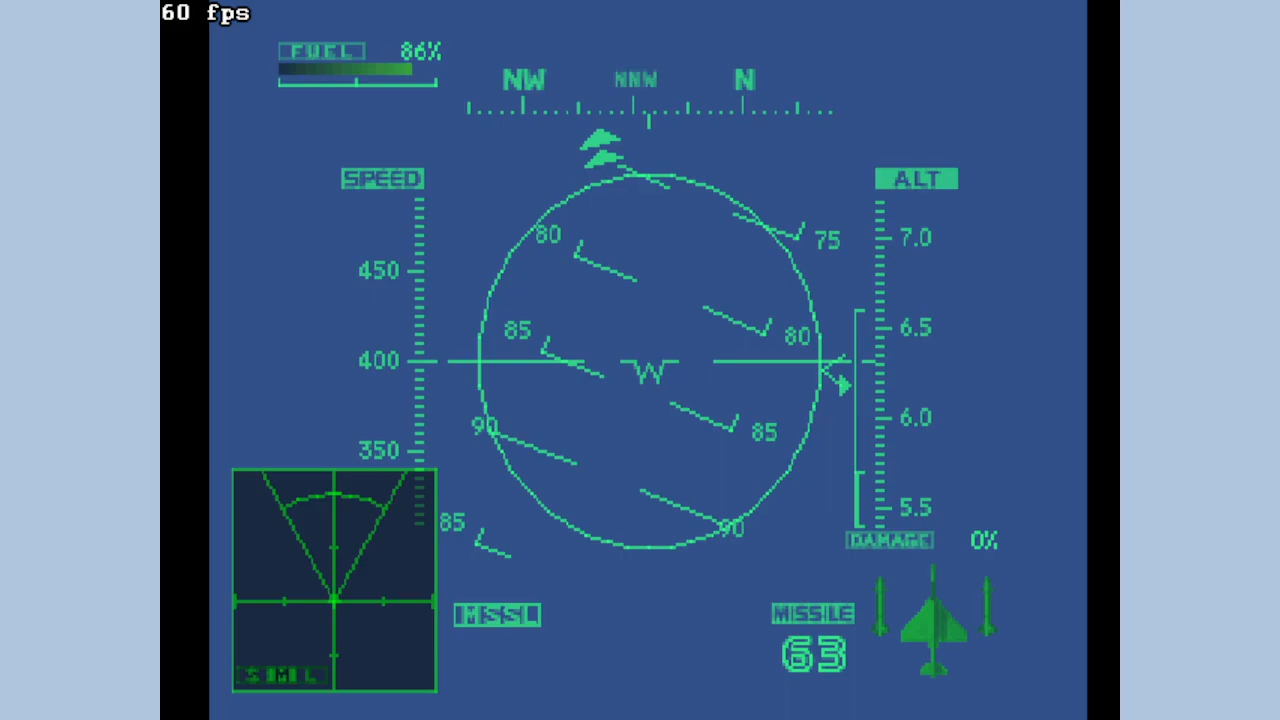 60 fps
FUEL 86%
NW NNW N
SPEED ALT
80 75 7.0
450
85 80 6.5
400
90 85 6.0
350
85 90 5.5
DAMAGE 0%
MISSILE
63